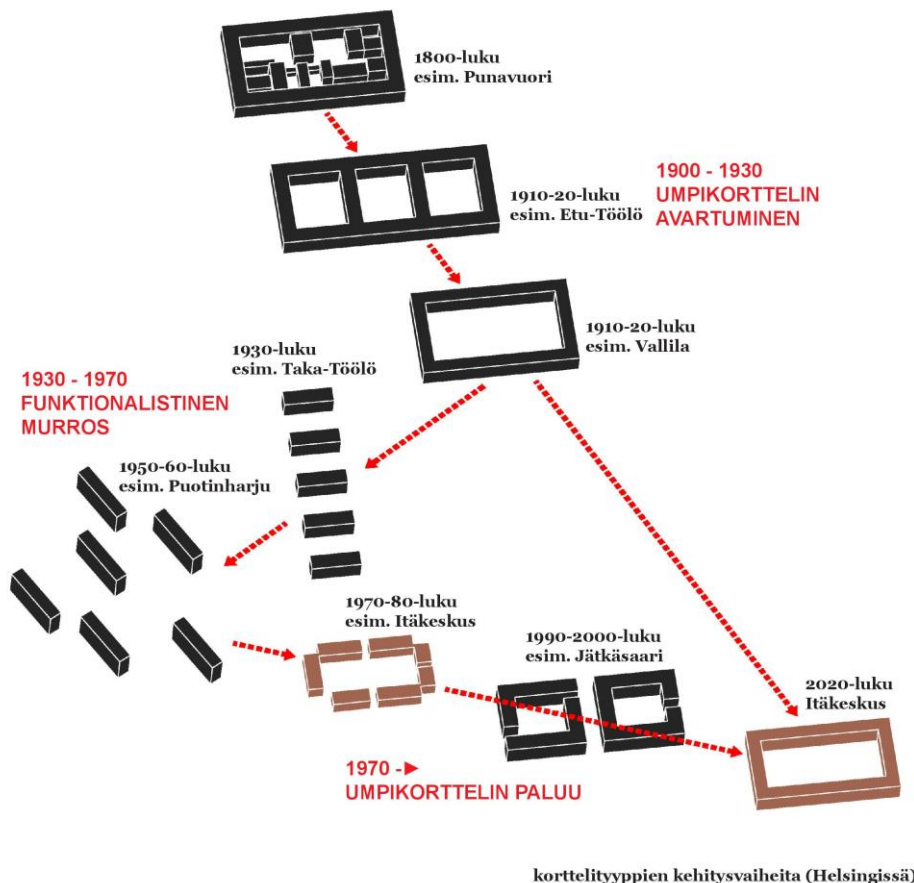 1800-luku
esim. Punavuori
1910-20-luku
esim. Etu-Töölö
1900 - 1930
UMPIKORTTELIN
AVARTUMINEN
1910-20-luku
esim. Vallila
1930-luku
esim. Taka-Töölö
1930 - 1970
FUNKTIONALISTINEN
MURROS
1950-60-luku
esim. Puotinharju
1970-80-luku
esim. Itäkeskus
1990-2000-luku
esim. Jätkäsaari
2020-luku
Itäkeskus
1970 -►
UMPIKORTTELIN PALUU
korttelityyppien kehitysvaiheita (Helsingissä)